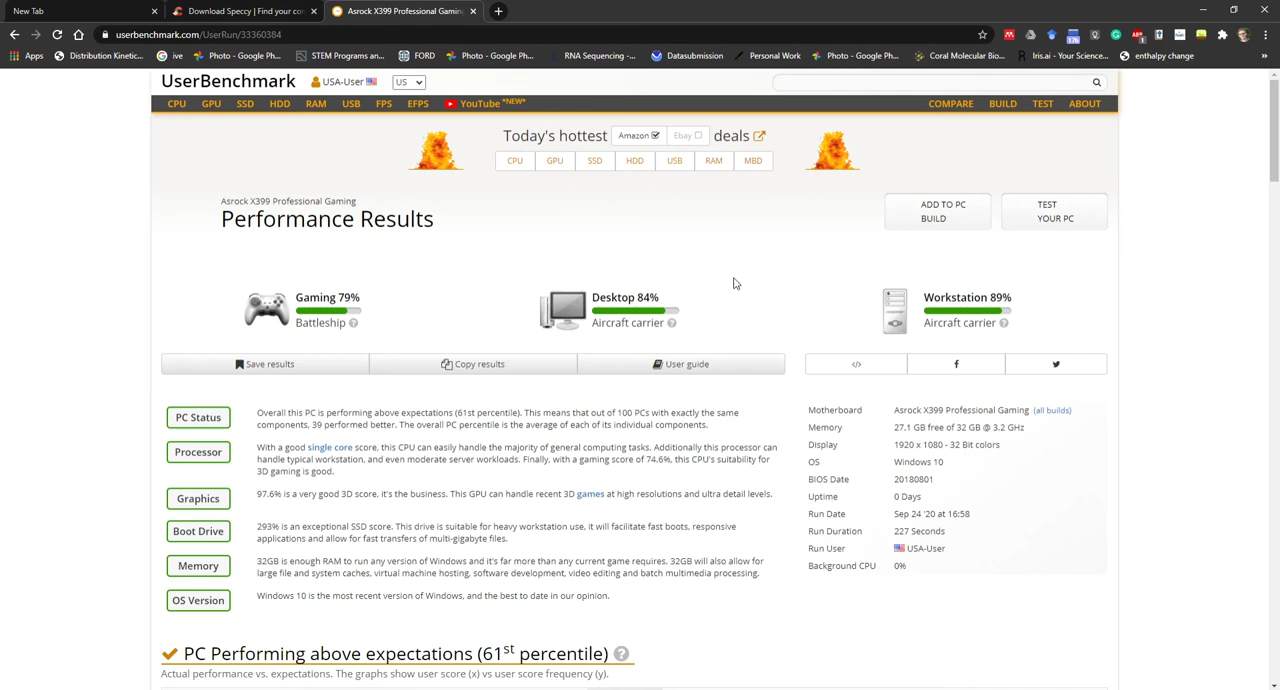 New Tab
Download Speccy | Find your co
Asrock X399 Professional Gamin
userbenchmark.com/UserRun/33360384
Apps
Distribution Kinetic...
ive
Photo - Google Ph...
STEM Programs an...
FORD
Photo - Google Ph...
RNA Sequencing -...
Datasubmission
Personal Work
Photo - Google Ph...
Coral Molecular Bio...
Iris.ai - Your Science...
enthalpy change
»
UserBenchmark
USA-User
US
CPU GPU SSD HDD RAM USB FPS EFPS YouTube *NEW*
COMPARE BUILD TEST ABOUT
Today's hottest Amazon Ebay deals
CPU GPU SSD HDD USB RAM MBD
Asrock X399 Professional Gaming
Performance Results
ADD TO PC
BUILD
TEST
YOUR PC
Gaming 79%
Battleship ?
Desktop 84%
Aircraft carrier ?
Workstation 89%
Aircraft carrier ?
Save results
Copy results
User guide
</>
PC Status
Overall this PC is performing above expectations (61st percentile). This means that out of 100 PCs with exactly the same
components, 39 performed better. The overall PC percentile is the average of each of its individual components.
Processor
With a good single core score, this CPU can easily handle the majority of general computing tasks. Additionally this processor can
handle typical workstation, and even moderate server workloads. Finally, with a gaming score of 74.6%, this CPU's suitability for
3D gaming is good.
Graphics
97.6% is a very good 3D score, it's the business. This GPU can handle recent 3D games at high resolutions and ultra detail levels.
Boot Drive
293% is an exceptional SSD score. This drive is suitable for heavy workstation use, it will facilitate fast boots, responsive
applications and allow for fast transfers of multi-gigabyte files.
Memory
32GB is enough RAM to run any version of Windows and it's far more than any current game requires. 32GB will also allow for
large file and system caches, virtual machine hosting, software development, video editing and batch multimedia processing.
OS Version
Windows 10 is the most recent version of Windows, and the best to date in our opinion.
Motherboard Asrock X399 Professional Gaming (all builds)
Memory 27.1 GB free of 32 GB @ 3.2 GHz
Display 1920 x 1080 - 32 Bit colors
OS Windows 10
BIOS Date 20180801
Uptime 0 Days
Run Date Sep 24 '20 at 16:58
Run Duration 227 Seconds
Run User USA-User
Background CPU 0%
PC Performing above expectations (61st percentile) ?
Actual performance vs. expectations. The graphs show user score (x) vs user score frequency (y).